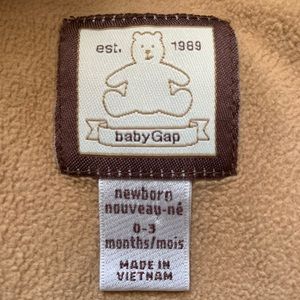 est. 1989
babyGap
newborn
nouveau-né
0-3
months/mois
MADE IN
VIETNAM